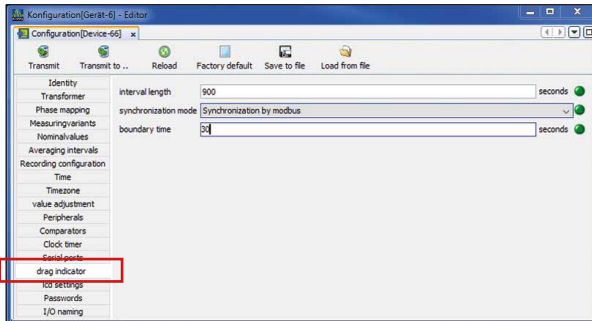 Konfiguration[Gerät-6] - Editor
Configuration[Device-66] x
Transmit Transmit to .. Reload Factory default Save to file Load from file
Identity
Transformer
Phase mapping
Measuringvariants
Nominalvalues
Averaging intervals
Recording configuration
Time
Timezone
value adjustment
Peripherals
Comparators
Clock timer
Serial ports
drag indicator
lcd settings
Passwords
I/O naming
interval length 900 seconds
synchronization mode Synchronization by modbus
boundary time 30 seconds